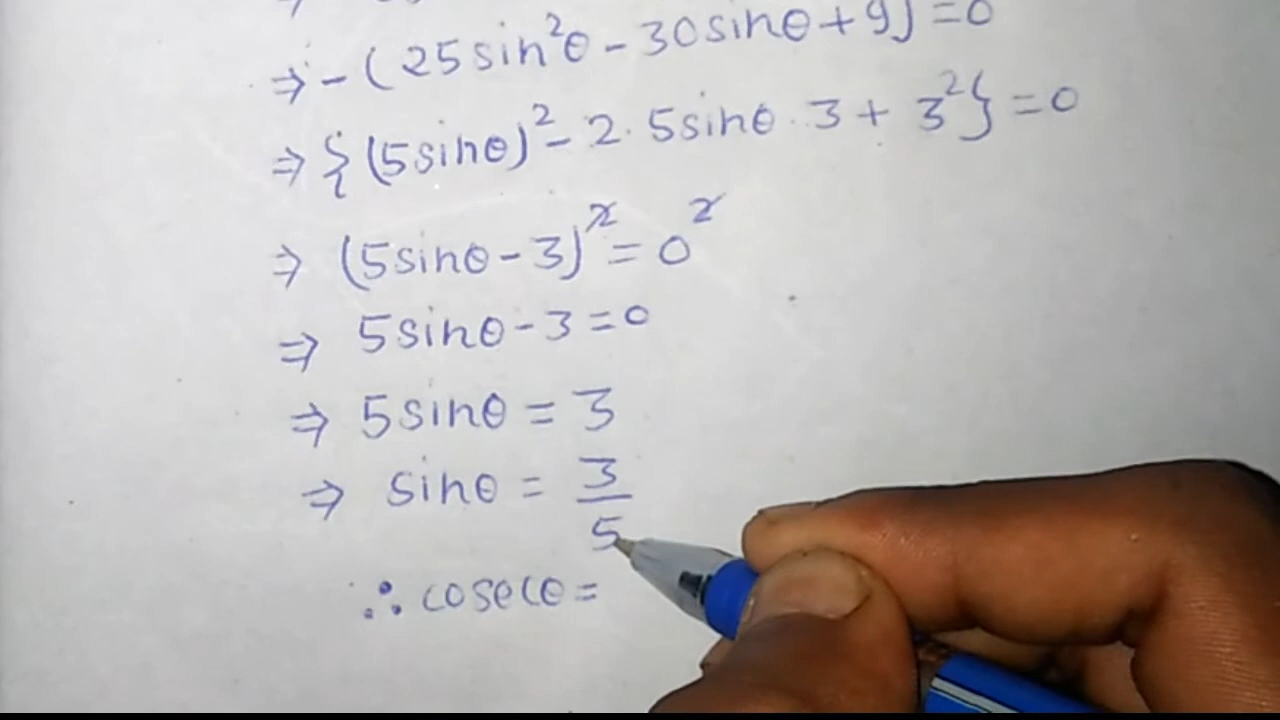 ⇒ -(25sin²θ - 30sinθ + 9) = 0
⇒ {(5sinθ)² - 2. 5sinθ . 3 + 3²} = 0
⇒ (5sinθ - 3)² = 0²
⇒ 5sinθ - 3 = 0
⇒ 5sinθ = 3
⇒ sinθ = 3/5
∴ cosecθ =